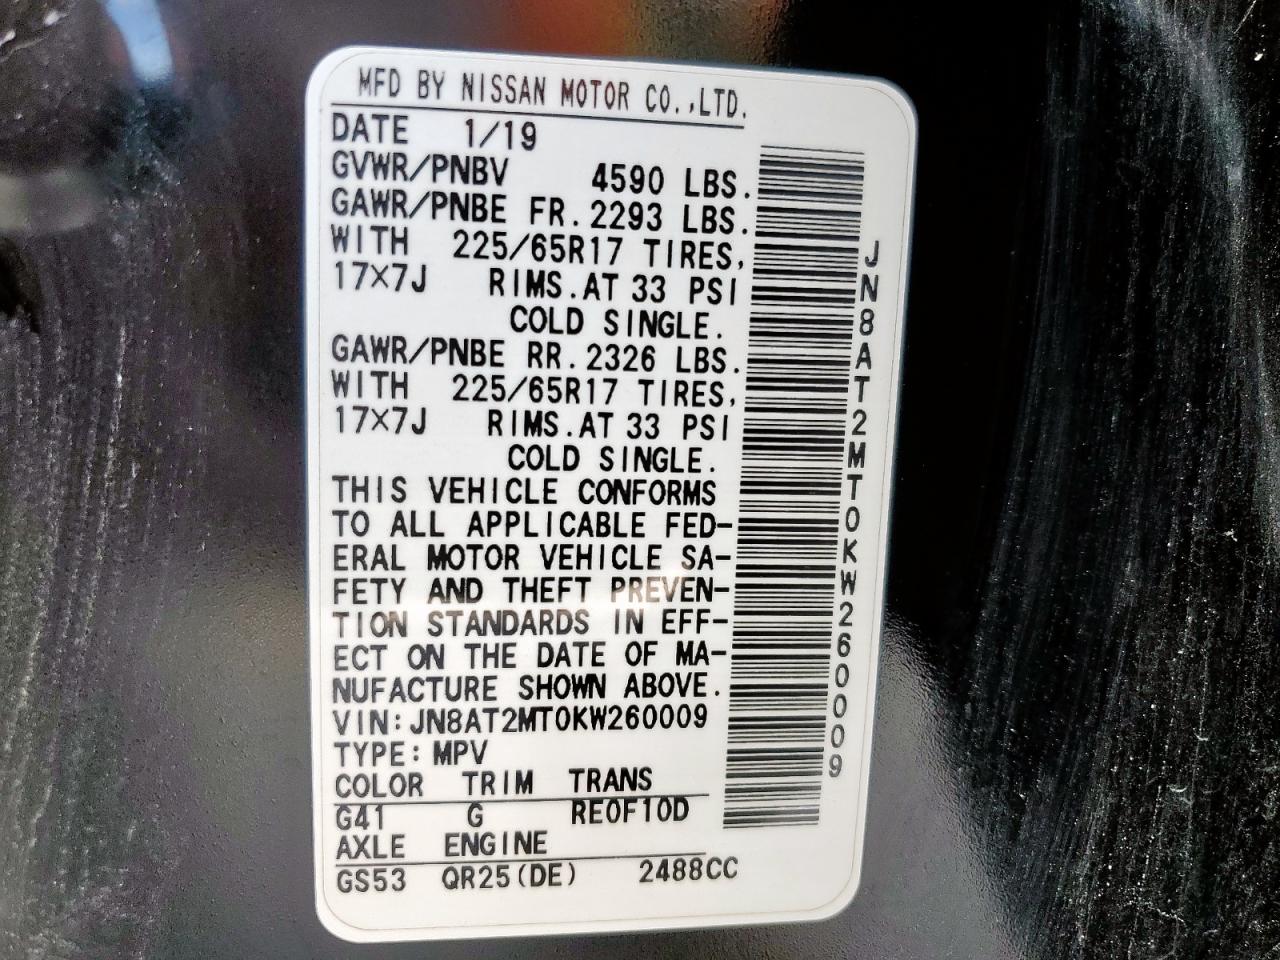 MFD BY NISSAN MOTOR CO.,LTD.
DATE 1/19
GVWR/PNBV 4590 LBS.
GAWR/PNBE FR.2293 LBS.
WITH 225/65R17 TIRES,
17×7J RIMS.AT 33 PSI
COLD SINGLE.
GAWR/PNBE RR.2326 LBS.
WITH 225/65R17 TIRES,
17×7J RIMS.AT 33 PSI
COLD SINGLE.
THIS VEHICLE CONFORMS
TO ALL APPLICABLE FED-
ERAL MOTOR VEHICLE SA-
FETY AND THEFT PREVEN-
TION STANDARDS IN EFF-
ECT ON THE DATE OF MA-
NUFACTURE SHOWN ABOVE.
VIN:JN8AT2MT0KW260009
TYPE:MPV
COLOR TRIM TRANS
G41 G RE0F10D
AXLE ENGINE
GS53 QR25(DE) 2488CC
JN8AT2MT0KW260009